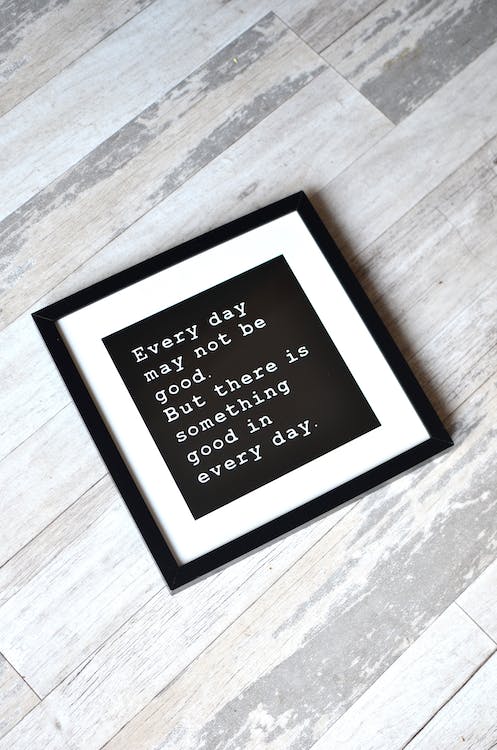 Every day
may not be
good.
But there is
something
good in
every day.